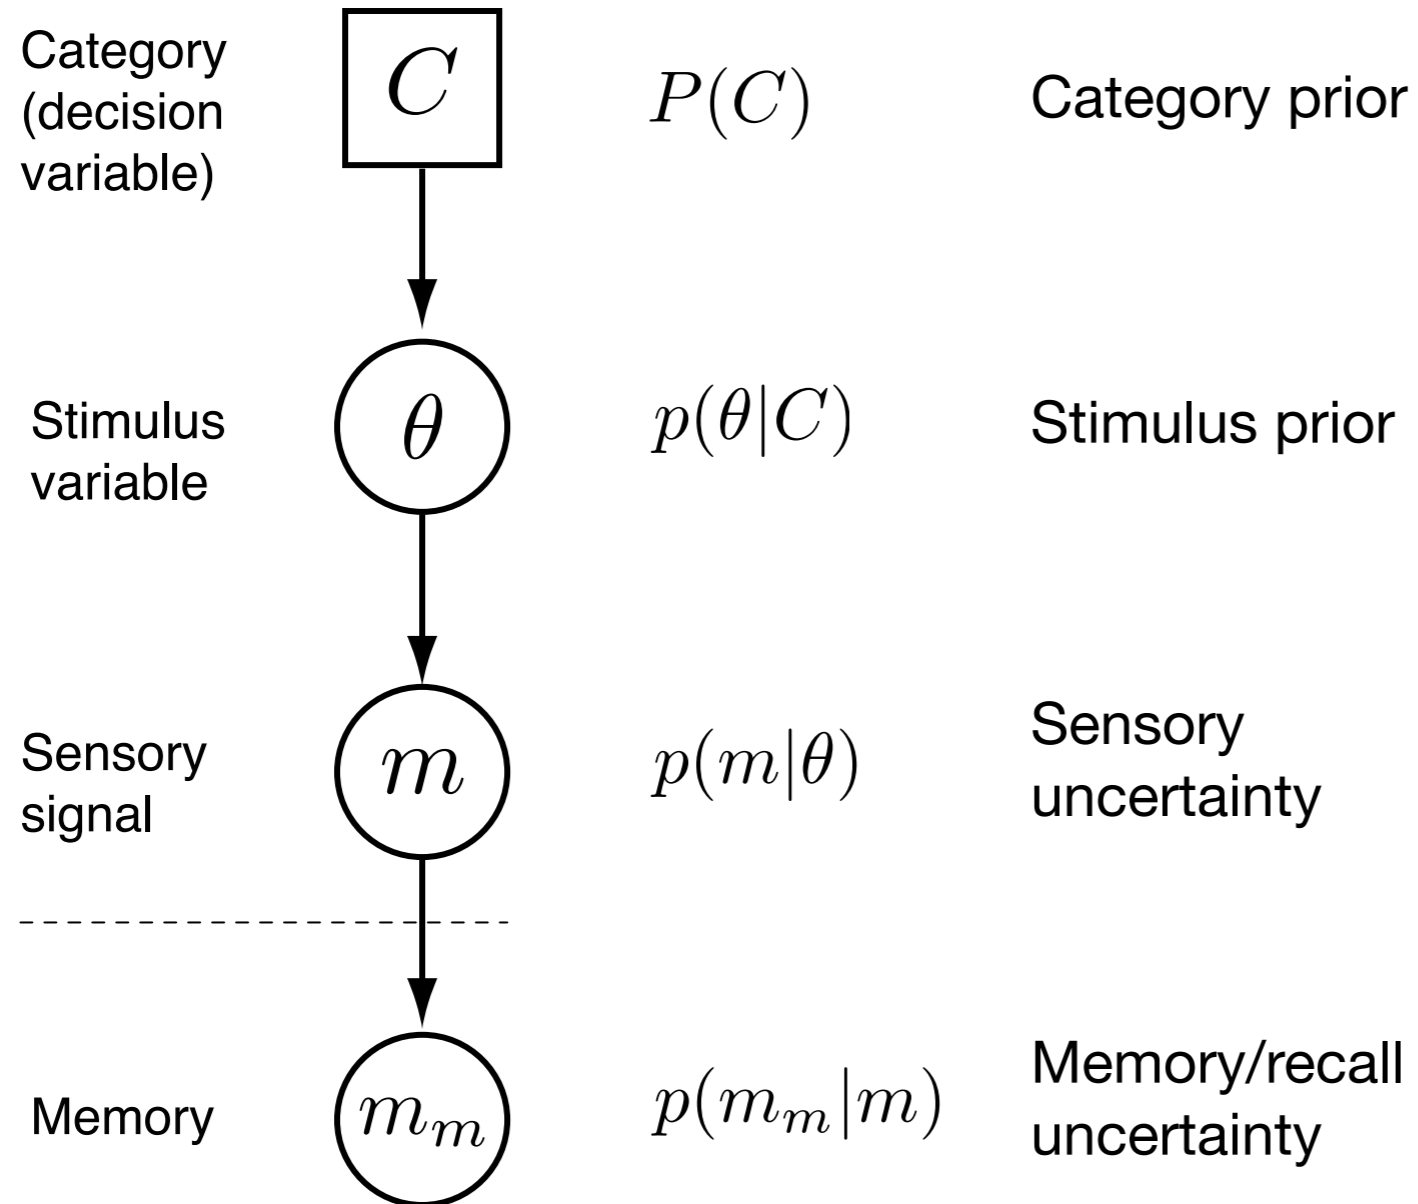 Category
(decision
variable)
C
P(C)
Category prior
Stimulus
variable
θ
p(θ|C)
Stimulus prior
Sensory
signal
m
p(m|θ)
Sensory
uncertainty
Memory
m_m
p(m_m|m)
Memory/recall
uncertainty